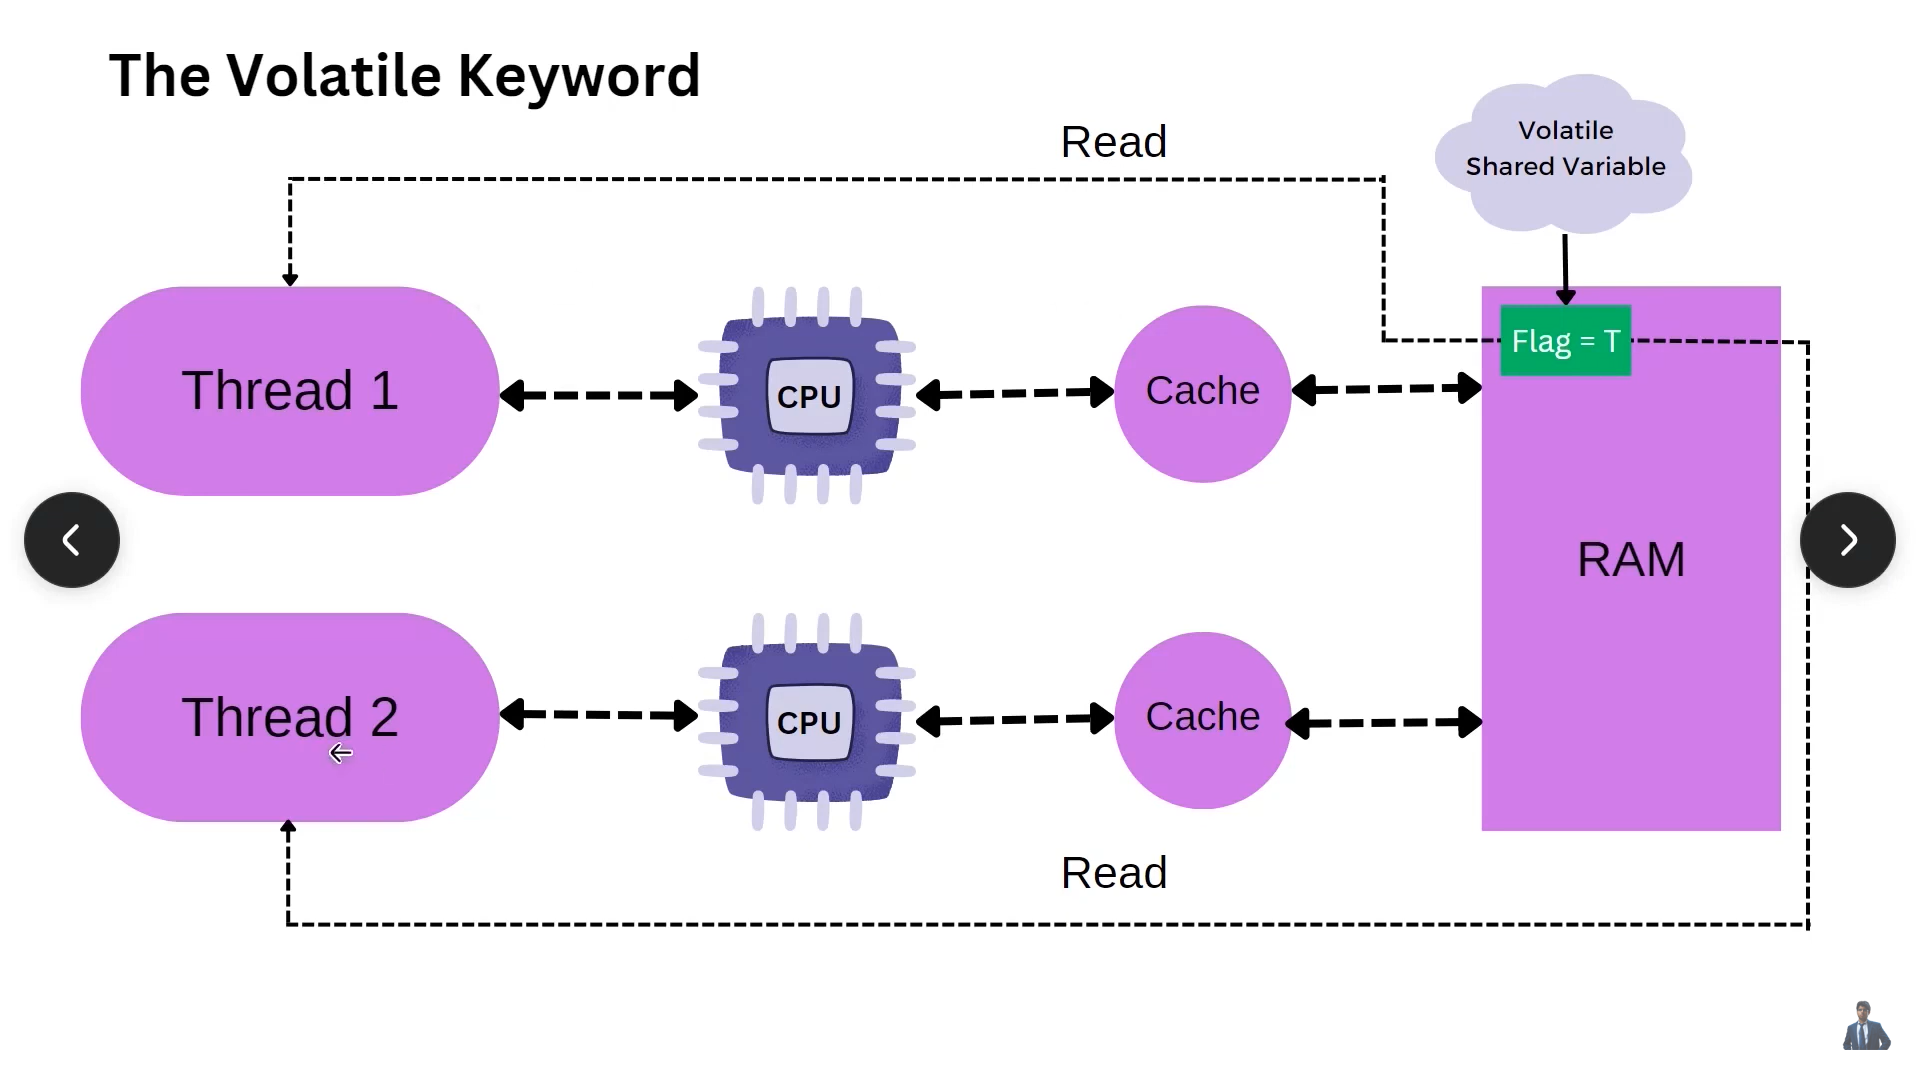 The Volatile Keyword
Read
Volatile
Shared Variable
Flag = T
Thread 1
CPU
Cache
RAM
Thread 2
CPU
Cache
Read